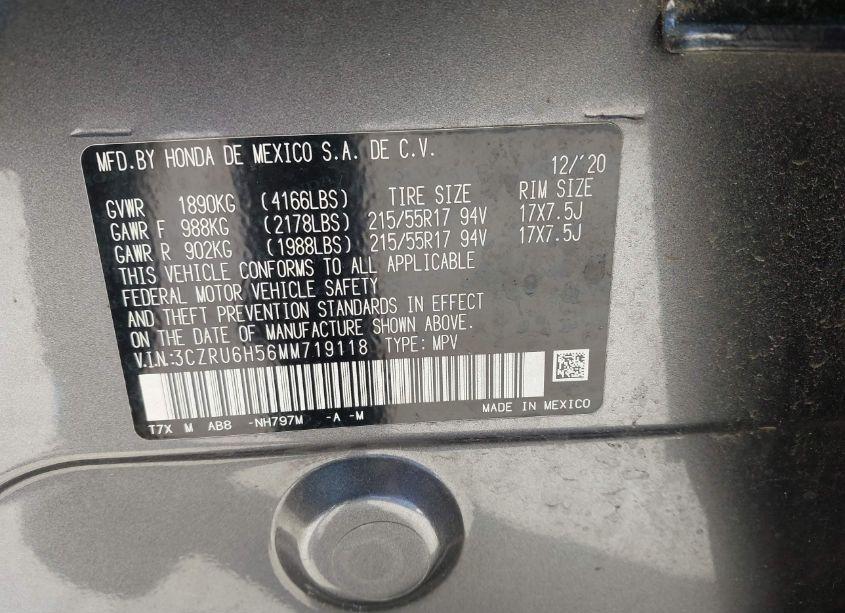 MFD.BY HONDA DE MEXICO S.A. DE C.V. 12/'20
GVWR 1890KG (4166LBS) TIRE SIZE RIM SIZE
GAWR F 988KG (2178LBS) 215/55R17 94V 17X7.5J
GAWR R 902KG (1988LBS) 215/55R17 94V 17X7.5J
THIS VEHICLE CONFORMS TO ALL APPLICABLE
FEDERAL MOTOR VEHICLE SAFETY
AND THEFT PREVENTION STANDARDS IN EFFECT
ON THE DATE OF MANUFACTURE SHOWN ABOVE.
V.I.N.:3CZRU6H56MM719118 TYPE: MPV
T7X M AB8 -NH797M -A -M MADE IN MEXICO